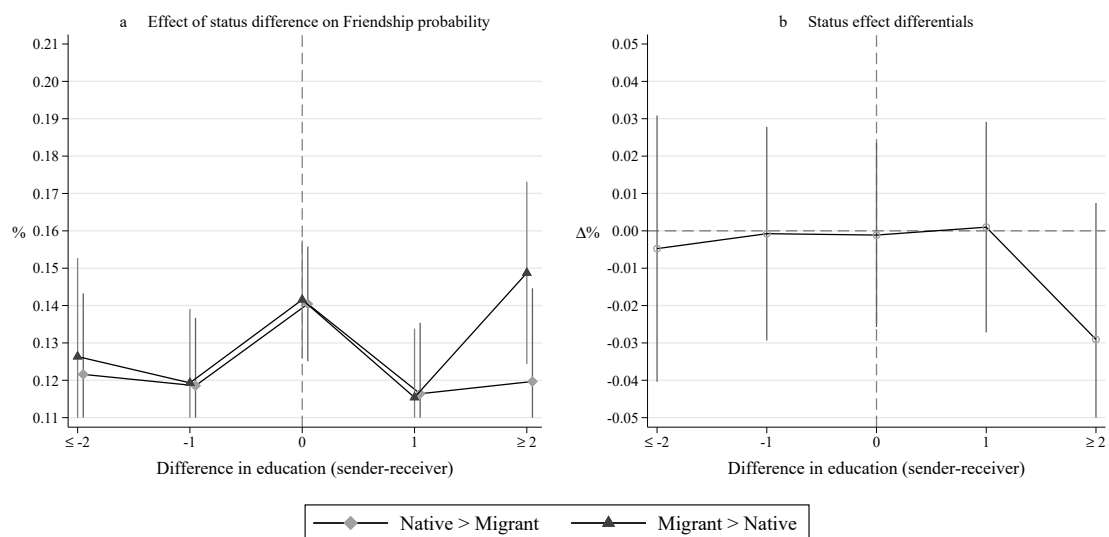 a Effect of status difference on Friendship probability
0.21
0.20
0.19
0.18
0.17
0.16
0.15
0.14
0.13
0.12
0.11
%
≤ -2 -1 0 1 ≥ 2
Difference in education (sender-receiver)
b Status effect differentials
0.05
0.04
0.03
0.02
0.01
0.00
-0.01
-0.02
-0.03
-0.04
-0.05
Δ%
≤ -2 -1 0 1 ≥ 2
Difference in education (sender-receiver)
Native > Migrant Migrant > Native